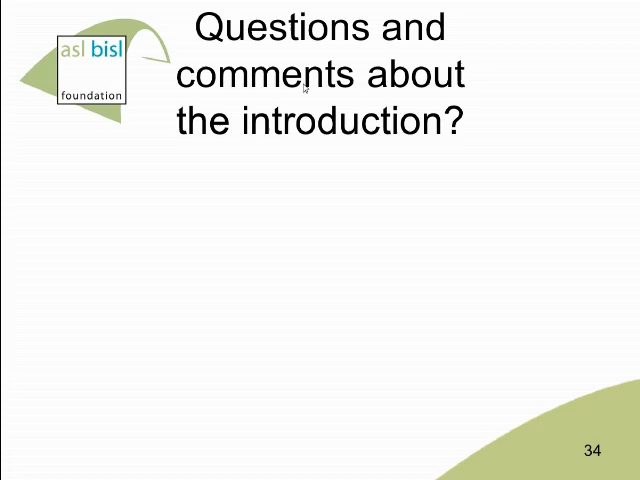 Questions and
comments about
the introduction?
asl bisl
foundation
34